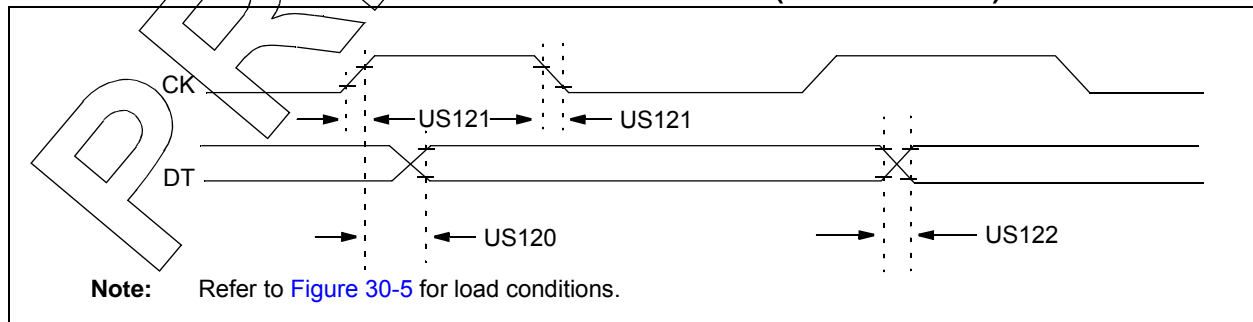 CK
US121 US121
DT
US120 US122
Note: Refer to Figure 30-5 for load conditions.